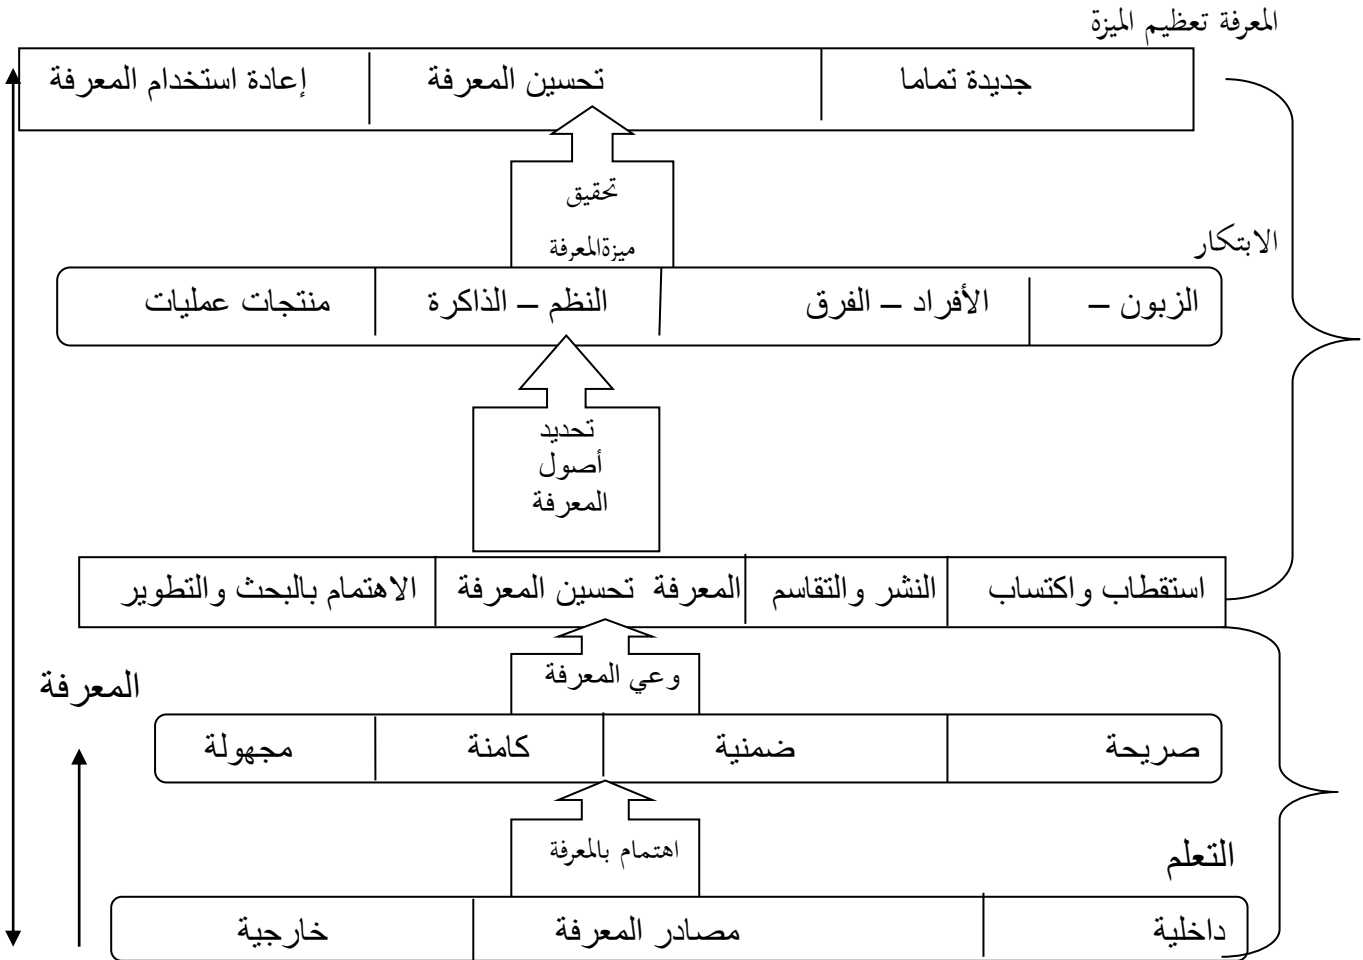 المعرفة تعظيم الميزة
جديدة تماما
تحسين المعرفة
إعادة استخدام المعرفة
تحقيق
ميزةالمعرفة
الابتكار
الزبون –
الأفراد – الفرق
النظم – الذاكرة
منتجات عمليات
تحديد
أصول
المعرفة
استقطاب واكتساب
النشر والتقاسم
المعرفة تحسين المعرفة
الاهتمام بالبحث والتطوير
وعي المعرفة
المعرفة
صريحة
ضمنية
كامنة
مجهولة
اهتمام بالمعرفة
التعلم
داخلية
مصادر المعرفة
خارجية